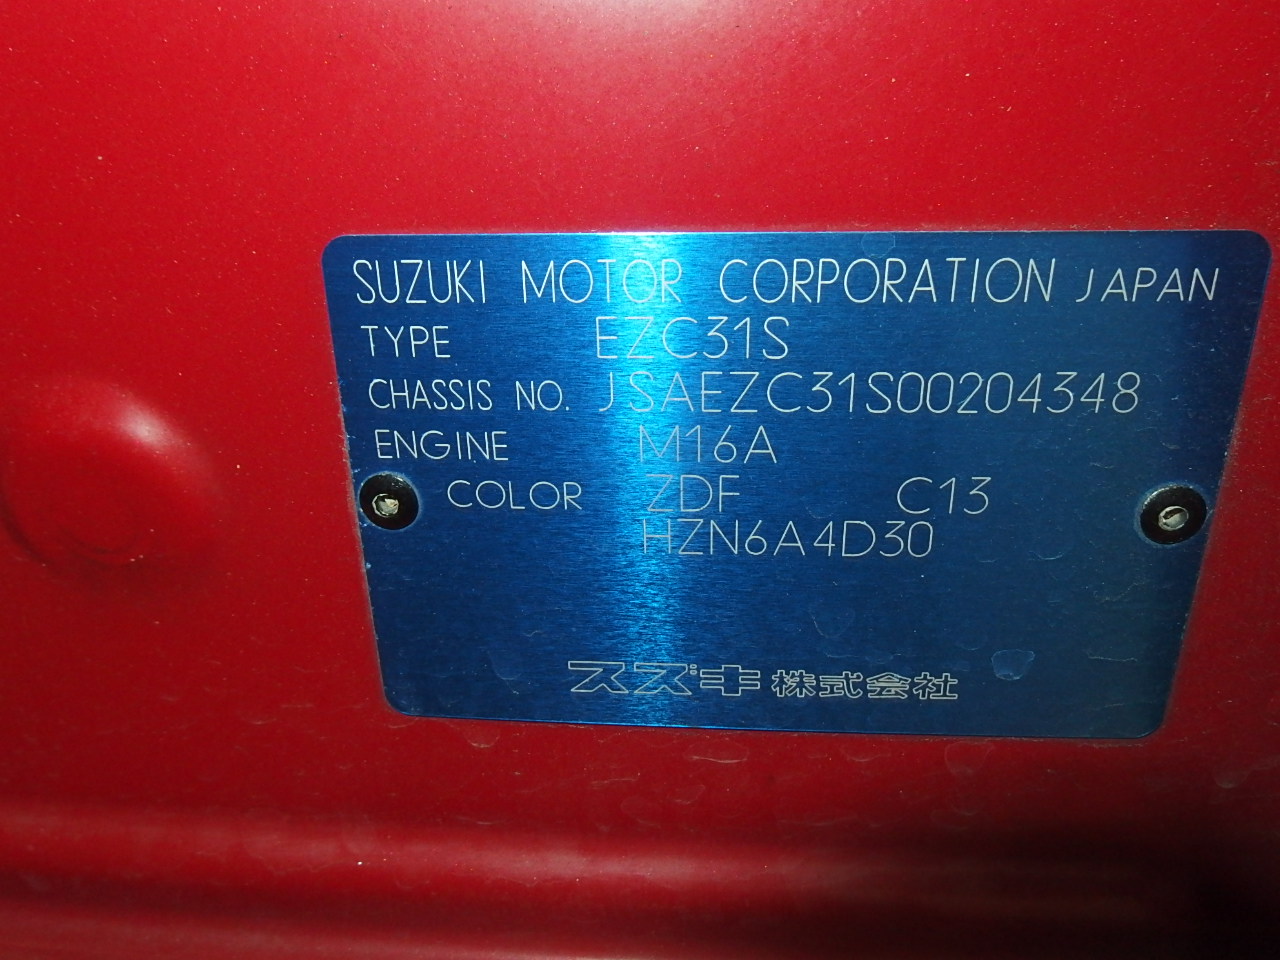 SUZUKI MOTOR CORPORATION JAPAN
TYPE EZC31S
CHASSIS NO. JSAEZC31S00204348
ENGINE M16A
COLOR ZDF C13
HZN6A4D30
スズキ株式会社